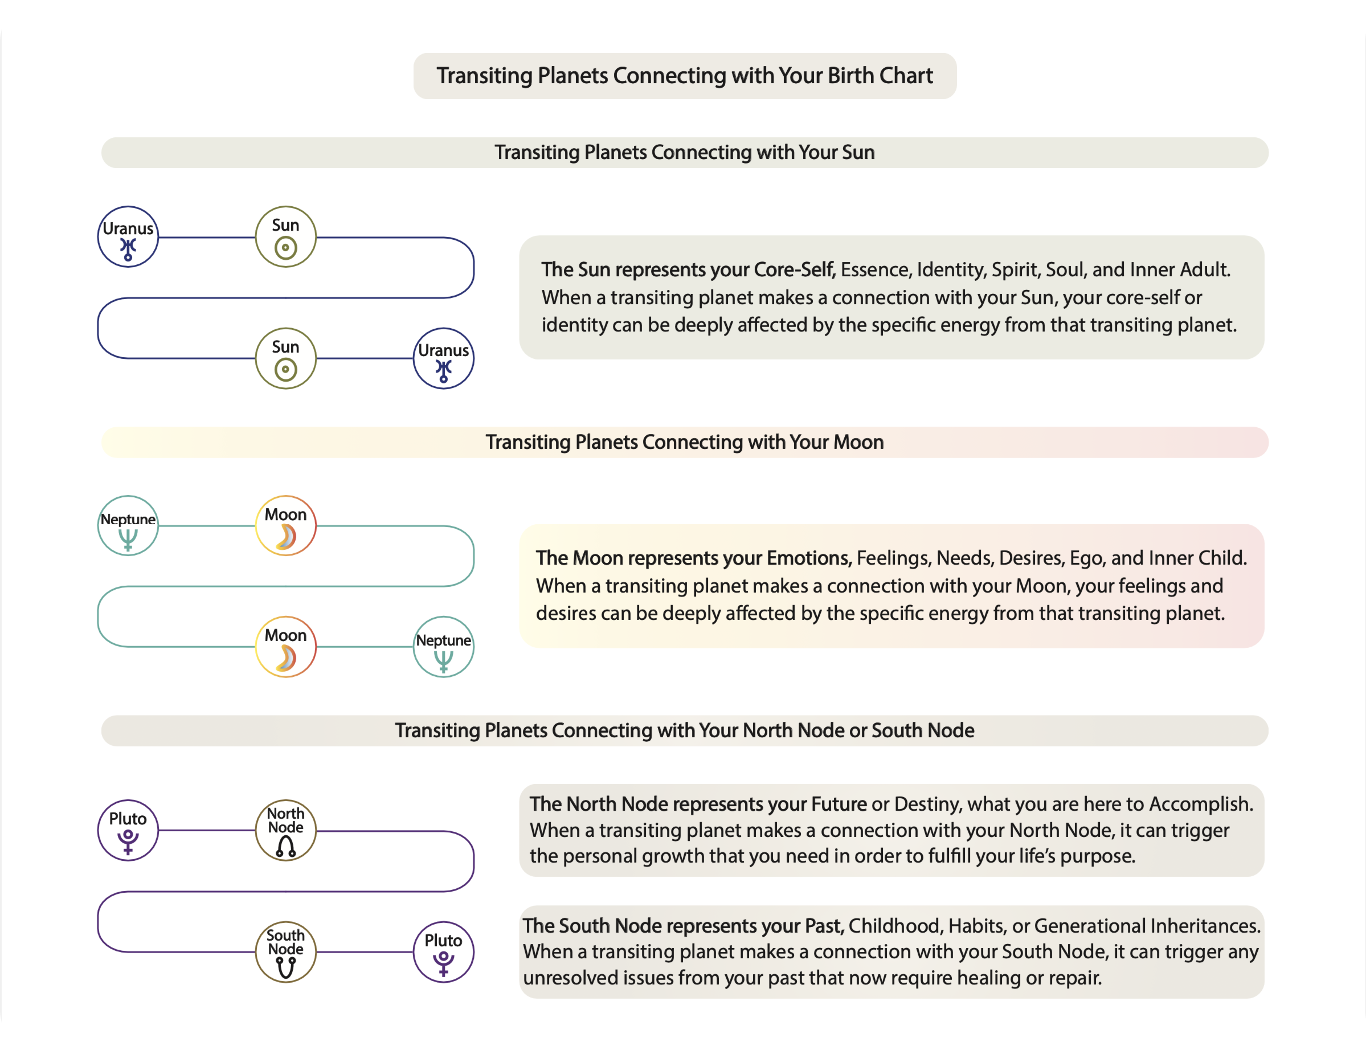 Transiting Planets Connecting with Your Birth Chart
Transiting Planets Connecting with Your Sun
Uranus
Sun
Sun
Uranus
The Sun represents your Core-Self, Essence, Identity, Spirit, Soul, and Inner Adult.
When a transiting planet makes a connection with your Sun, your core-self or
identity can be deeply affected by the specific energy from that transiting planet.
Transiting Planets Connecting with Your Moon
Neptune
Moon
Moon
Neptune
The Moon represents your Emotions, Feelings, Needs, Desires, Ego, and Inner Child.
When a transiting planet makes a connection with your Moon, your feelings and
desires can be deeply affected by the specific energy from that transiting planet.
Transiting Planets Connecting with Your North Node or South Node
Pluto
North
Node
South
Node
Pluto
The North Node represents your Future or Destiny, what you are here to Accomplish.
When a transiting planet makes a connection with your North Node, it can trigger
the personal growth that you need in order to fulfill your life's purpose.
The South Node represents your Past, Childhood, Habits, or Generational Inheritances.
When a transiting planet makes a connection with your South Node, it can trigger any
unresolved issues from your past that now require healing or repair.